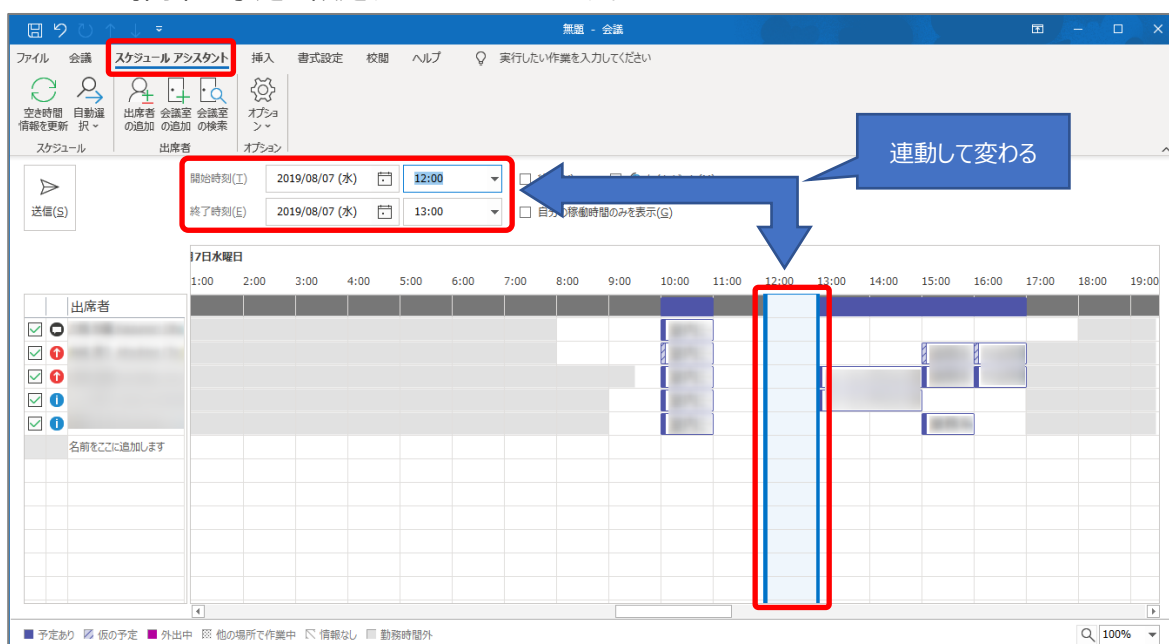 無題 - 会議
ファイル 会議 スケジュール アシスタント 挿入 書式設定 校閲 ヘルプ 実行したい作業を入力してください
空き時間情報を更新 自動選択 出席者の追加 会議室の追加 会議室の検索 オプション
スケジュール 出席者 オプション
連動して変わる
送信(S)
開始時刻(T) 2019/08/07 (水) 12:00
終了時刻(E) 2019/08/07 (水) 13:00 自分の稼働時間のみを表示(G)
7日水曜日
1:00 2:00 3:00 4:00 5:00 6:00 7:00 8:00 9:00 10:00 11:00 12:00 13:00 14:00 15:00 16:00 17:00 18:00 19:00
出席者
名前をここに追加します
予定あり 仮の予定 外出中 他の場所で作業中 情報なし 勤務時間外
100%